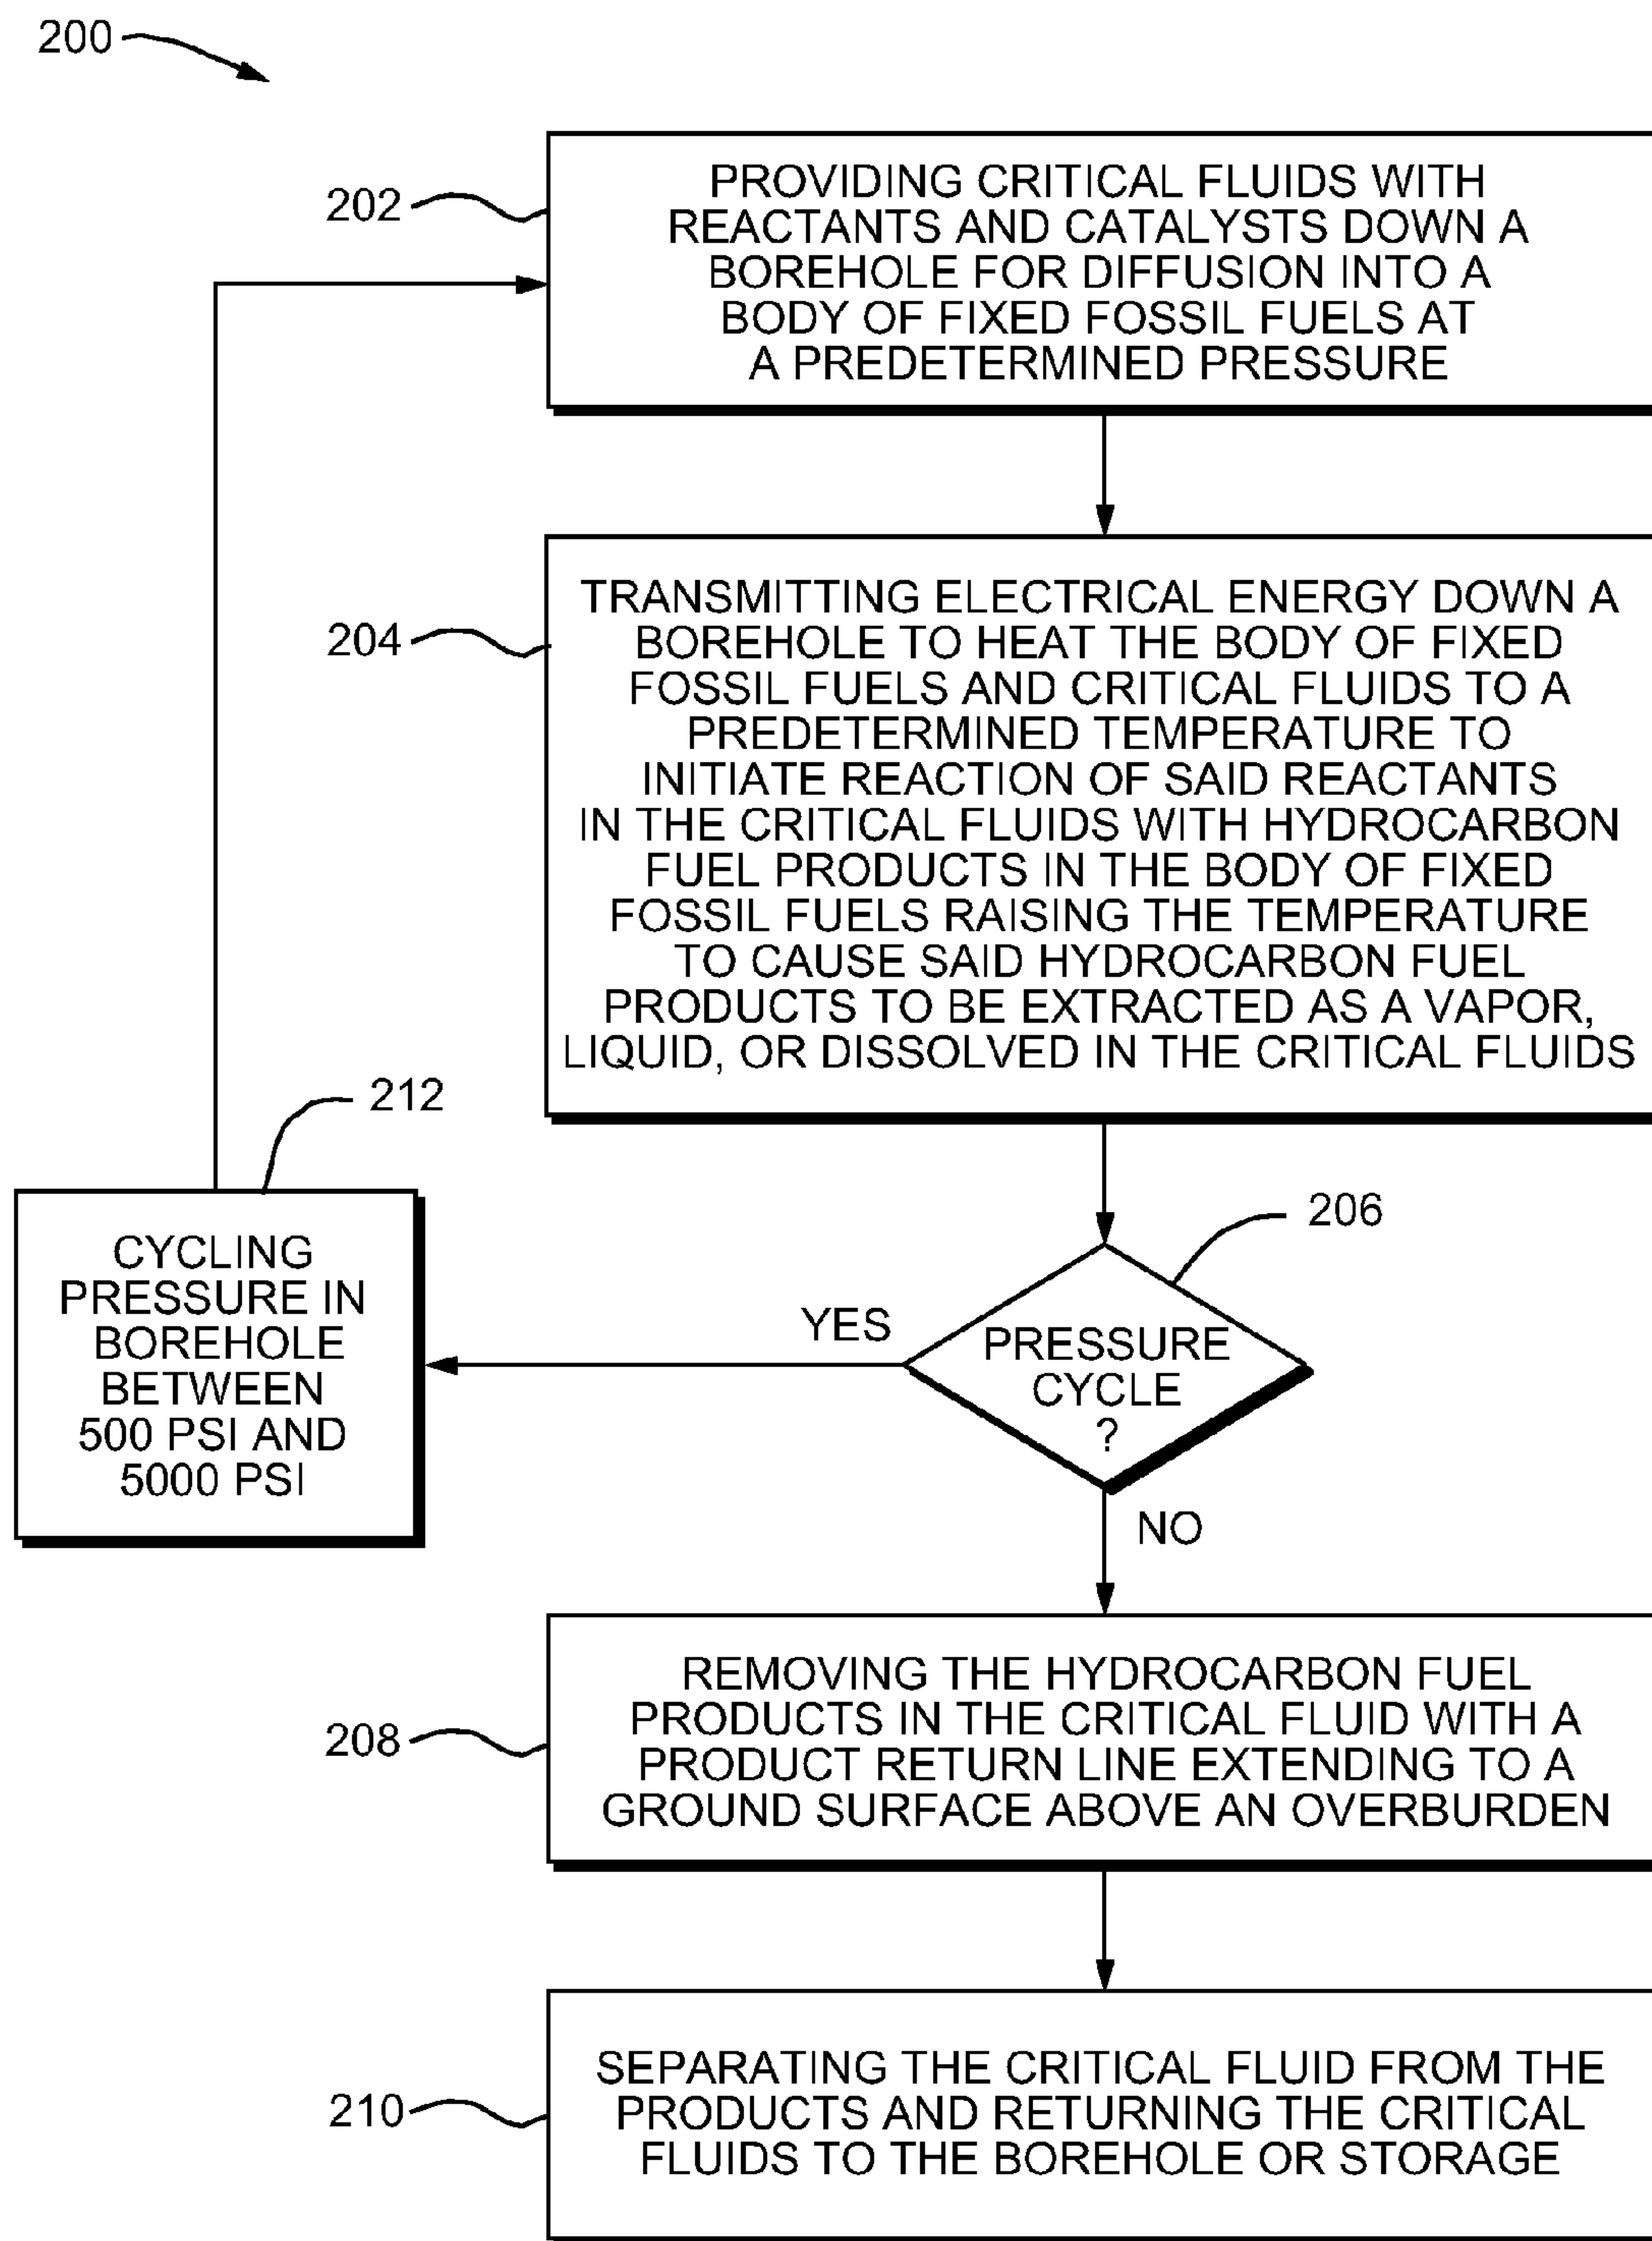 200
202
PROVIDING CRITICAL FLUIDS WITH
REACTANTS AND CATALYSTS DOWN A
BOREHOLE FOR DIFFUSION INTO A
BODY OF FIXED FOSSIL FUELS AT
A PREDETERMINED PRESSURE
204
TRANSMITTING ELECTRICAL ENERGY DOWN A
BOREHOLE TO HEAT THE BODY OF FIXED
FOSSIL FUELS AND CRITICAL FLUIDS TO A
PREDETERMINED TEMPERATURE TO
INITIATE REACTION OF SAID REACTANTS
IN THE CRITICAL FLUIDS WITH HYDROCARBON
FUEL PRODUCTS IN THE BODY OF FIXED
FOSSIL FUELS RAISING THE TEMPERATURE
TO CAUSE SAID HYDROCARBON FUEL
PRODUCTS TO BE EXTRACTED AS A VAPOR,
LIQUID, OR DISSOLVED IN THE CRITICAL FLUIDS
212
CYCLING
PRESSURE IN
BOREHOLE
BETWEEN
500 PSI AND
5000 PSI
206
YES
PRESSURE
CYCLE
?
NO
208
REMOVING THE HYDROCARBON FUEL
PRODUCTS IN THE CRITICAL FLUID WITH A
PRODUCT RETURN LINE EXTENDING TO A
GROUND SURFACE ABOVE AN OVERBURDEN
210
SEPARATING THE CRITICAL FLUID FROM THE
PRODUCTS AND RETURNING THE CRITICAL
FLUIDS TO THE BOREHOLE OR STORAGE